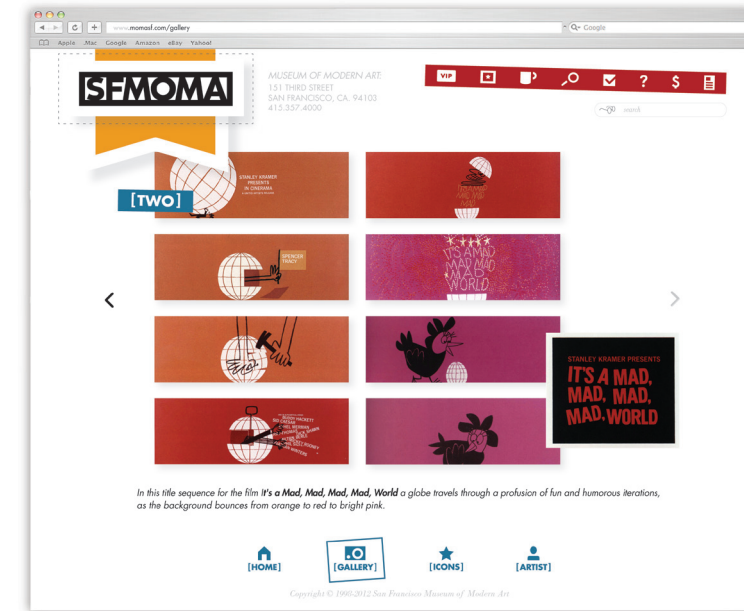 www.momasf.com/gallery
Google
Apple Mac Google Amazon eBay Yahoo!
SFMOMA
MUSEUM OF MODERN ART.
151 THIRD STREET
SAN FRANCISCO, CA. 94103
415.357.4000
VIP
?
$
search
[TWO]
STANLEY KRAMER
PRESENTS
IN CINERAMA
SPENCER
TRACY
IT'S A MAD
MAD MAD
MAD
WORLD
BUDDY HACKETT
SID CAESAR
STANLEY KRAMER PRESENTS
IT'S A MAD,
MAD, MAD,
MAD, WORLD
In this title sequence for the film It's a Mad, Mad, Mad, Mad, World a globe travels through a profusion of fun and humorous iterations,
as the background bounces from orange to red to bright pink.
[HOME]
[GALLERY]
[ICONS]
[ARTIST]
Copyright © 1990-2012 San Francisco Museum of Modern Art